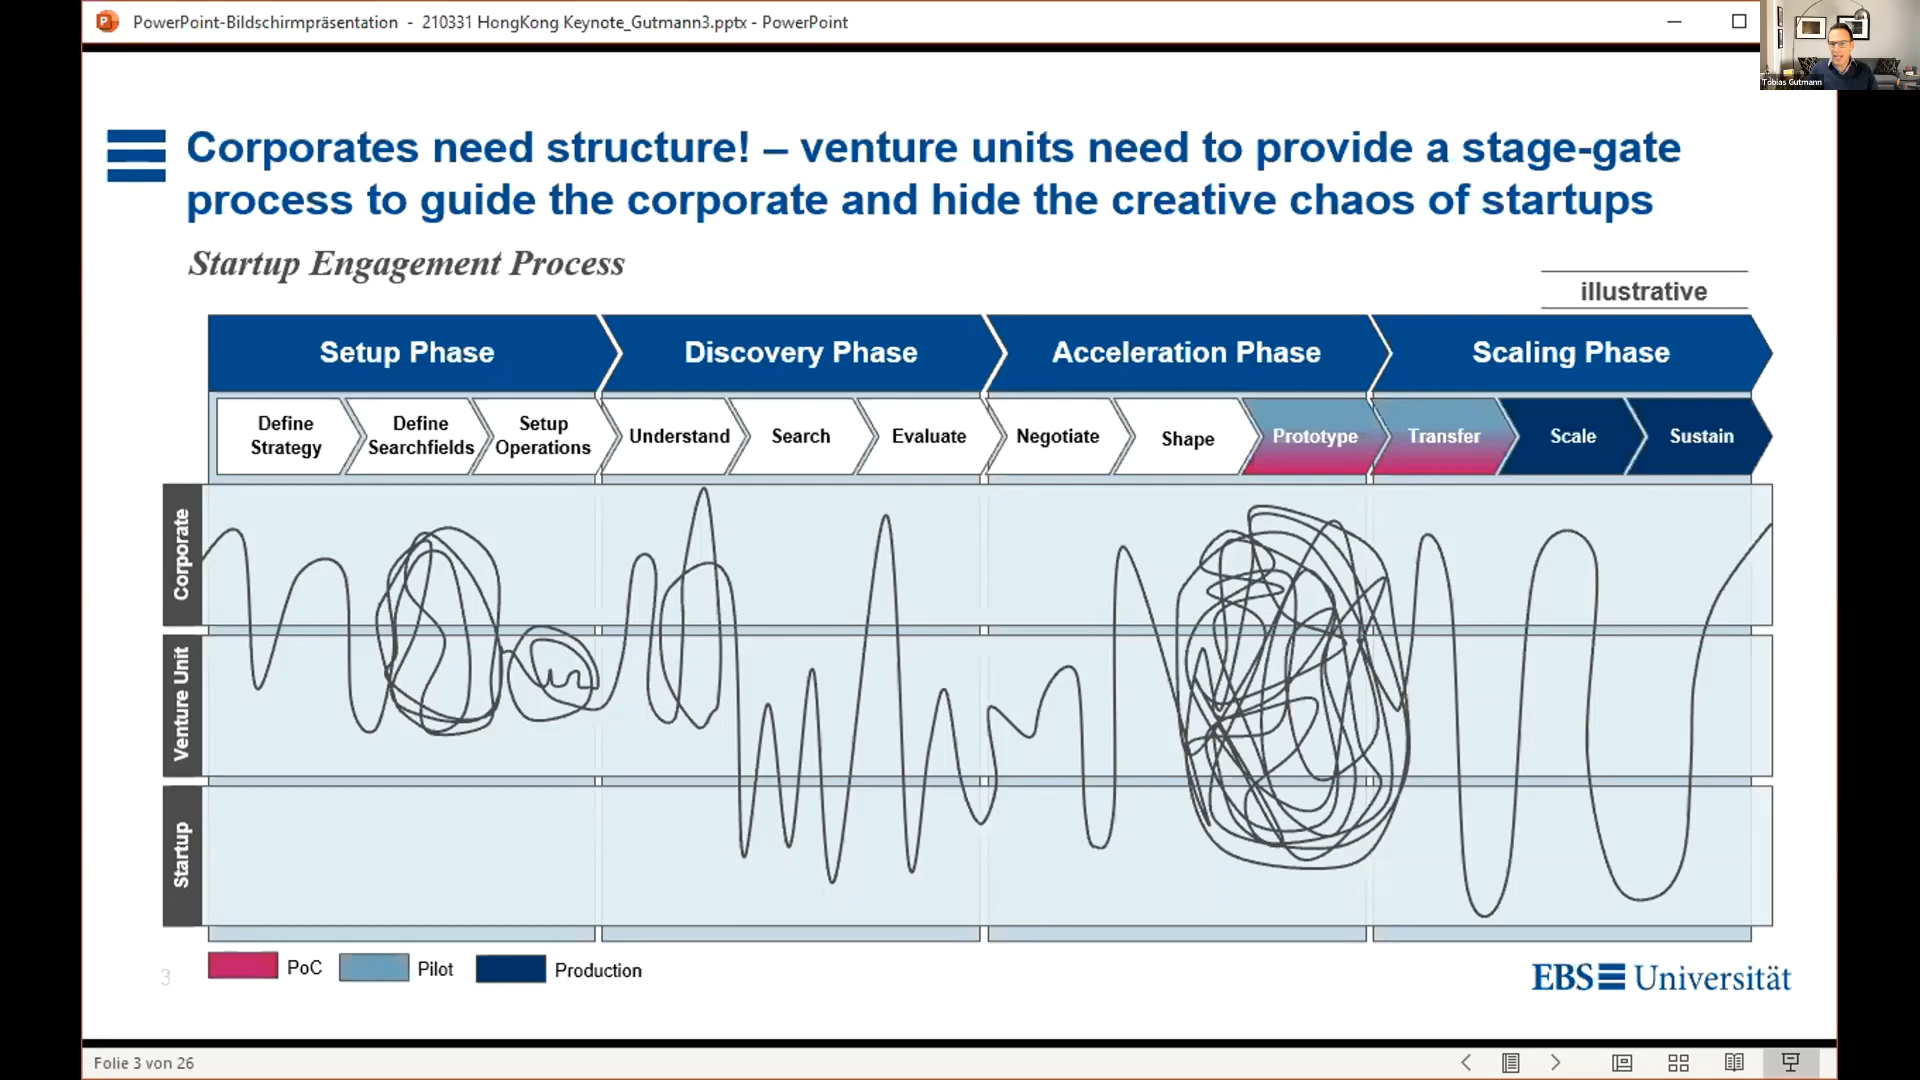 PowerPoint-Bildschirmpräsentation - 210331 HongKong Keynote_Gutmann3.pptx - PowerPoint
Tobias Gutmann
Corporates need structure! – venture units need to provide a stage-gate
process to guide the corporate and hide the creative chaos of startups
Startup Engagement Process
illustrative
Setup Phase
Discovery Phase
Acceleration Phase
Scaling Phase
Define
Strategy
Define
Searchfields
Setup
Operations
Understand
Search
Evaluate
Negotiate
Shape
Prototype
Transfer
Scale
Sustain
Corporate
Venture Unit
Startup
PoC
Pilot
Production
3
EBS Universität
Folie 3 von 26